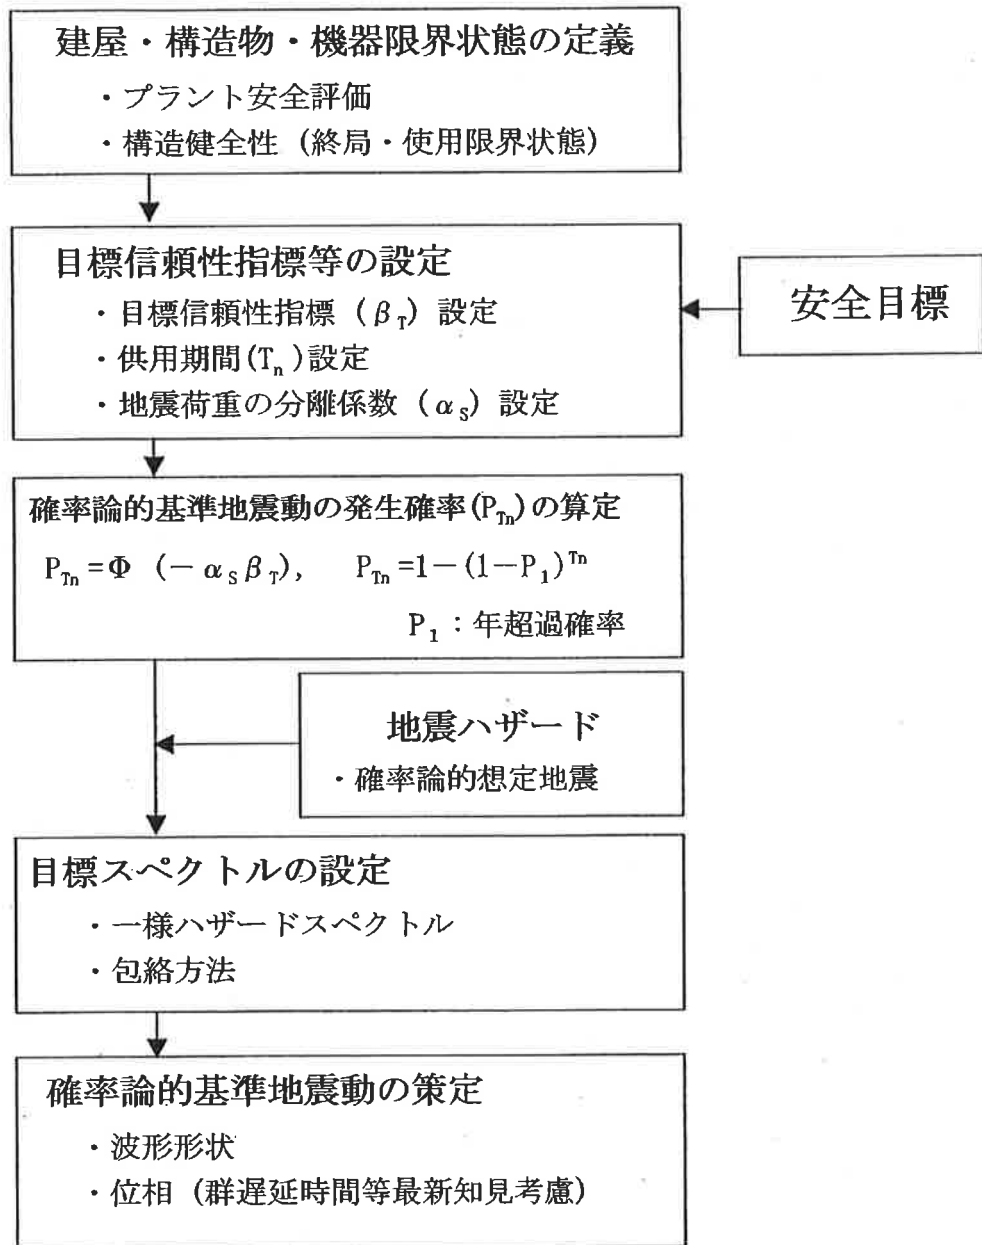 建屋・構造物・機器限界状態の定義
・プラント安全評価
・構造健全性（終局・使用限界状態）
目標信頼性指標等の設定
・目標信頼性指標（β_T）設定
・供用期間(T_n)設定
・地震荷重の分離係数（α_S）設定
安全目標
確率論的基準地震動の発生確率(P_Tn)の算定
P_Tn=Φ（−α_S β_T）, P_Tn=1−(1−P_1)^Tn
P_1：年超過確率
地震ハザード
・確率論的想定地震
目標スペクトルの設定
・一様ハザードスペクトル
・包絡方法
確率論的基準地震動の策定
・波形形状
・位相（群遅延時間等最新知見考慮）